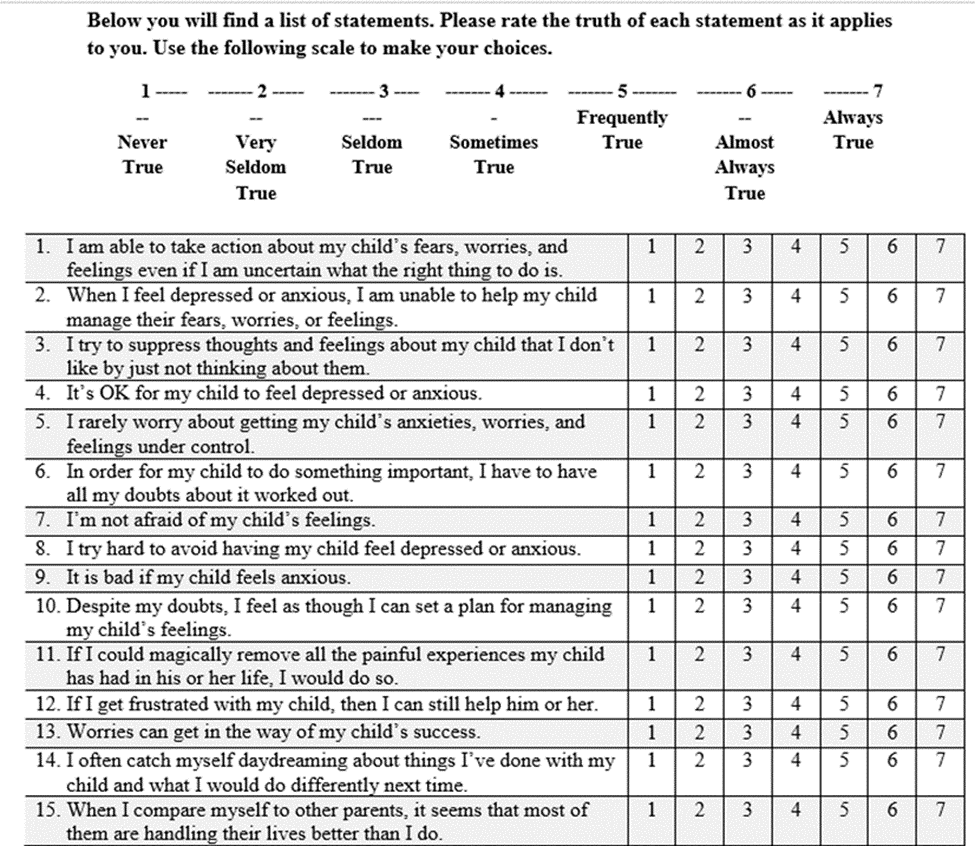 Below you will find a list of statements. Please rate the truth of each statement as it applies
to you. Use the following scale to make your choices.
1 ----- ------- 2 ----- ------- 3 ---- ------- 4 ------ ------- 5 ------- ------- 6 ----- ------- 7
-- -- --- - Frequently -- Always
Never Very Seldom Sometimes True Almost True
True Seldom True True Always
True True
1. I am able to take action about my child's fears, worries, and 1 2 3 4 5 6 7
feelings even if I am uncertain what the right thing to do is.
2. When I feel depressed or anxious, I am unable to help my child 1 2 3 4 5 6 7
manage their fears, worries, or feelings.
3. I try to suppress thoughts and feelings about my child that I don't 1 2 3 4 5 6 7
like by just not thinking about them.
4. It's OK for my child to feel depressed or anxious. 1 2 3 4 5 6 7
5. I rarely worry about getting my child's anxieties, worries, and 1 2 3 4 5 6 7
feelings under control.
6. In order for my child to do something important, I have to have 1 2 3 4 5 6 7
all my doubts about it worked out.
7. I'm not afraid of my child's feelings. 1 2 3 4 5 6 7
8. I try hard to avoid having my child feel depressed or anxious. 1 2 3 4 5 6 7
9. It is bad if my child feels anxious. 1 2 3 4 5 6 7
10. Despite my doubts, I feel as though I can set a plan for managing 1 2 3 4 5 6 7
my child's feelings.
11. If I could magically remove all the painful experiences my child 1 2 3 4 5 6 7
has had in his or her life, I would do so.
12. If I get frustrated with my child, then I can still help him or her. 1 2 3 4 5 6 7
13. Worries can get in the way of my child's success. 1 2 3 4 5 6 7
14. I often catch myself daydreaming about things I've done with my 1 2 3 4 5 6 7
child and what I would do differently next time.
15. When I compare myself to other parents, it seems that most of 1 2 3 4 5 6 7
them are handling their lives better than I do.